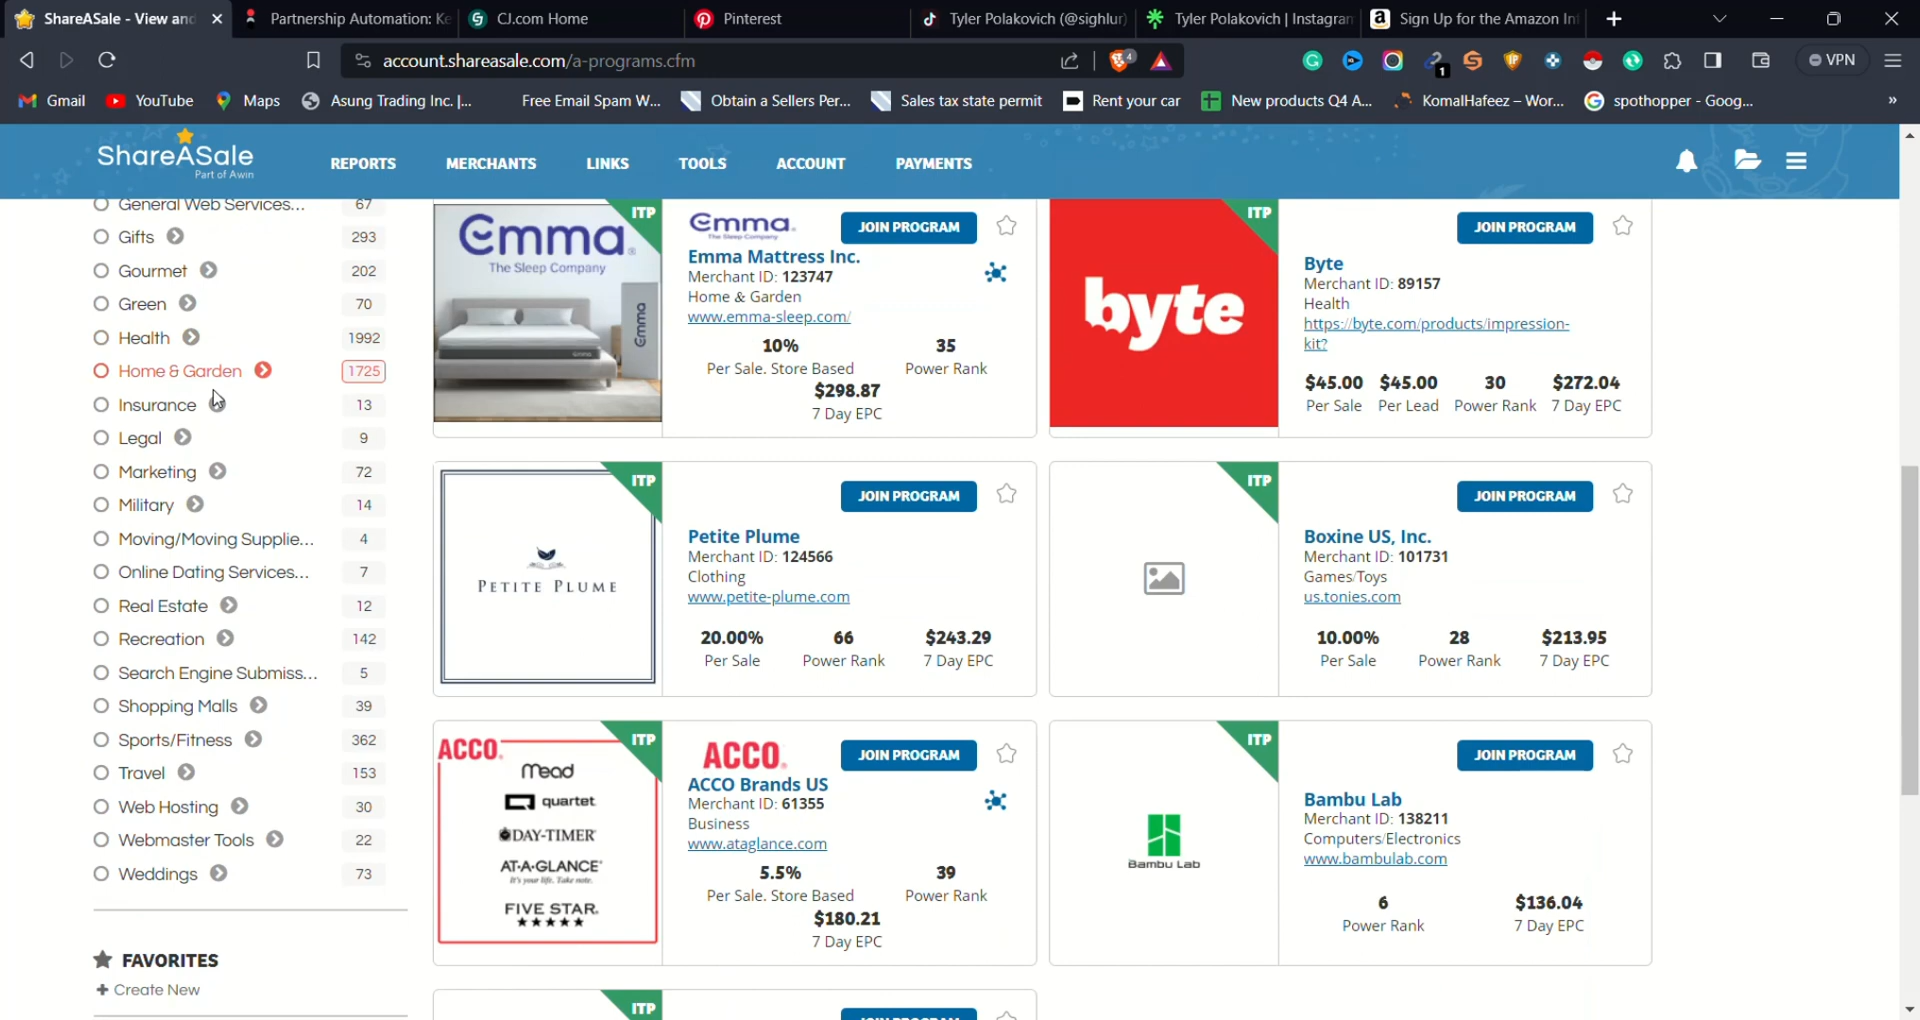 ShareASale - View and
Partnership Automation: Ke
CJ.com Home
Pinterest
Tyler Polakovich (@sighlur)
Tyler Polakovich | Instagram
Sign Up for the Amazon In
account.shareasale.com/a-programs.cfm
4
1
VPN
Gmail
YouTube
Maps
Asung Trading Inc. |...
Free Email Spam W...
Obtain a Sellers Per...
Sales tax state permit
Rent your car
New products Q4 A...
KomalHafeez – Wor...
spothopper - Goog...
»
ShareASale
Part of Awin
REPORTS
MERCHANTS
LINKS
TOOLS
ACCOUNT
PAYMENTS
General Web Services... 67
Gifts 293
Gourmet 202
Green 70
Health 1992
Home & Garden 1725
Insurance 13
Legal 9
Marketing 72
Military 14
Moving/Moving Supplie... 4
Online Dating Services... 7
Real Estate 12
Recreation 142
Search Engine Submiss... 5
Shopping Malls 39
Sports/Fitness 362
Travel 153
Web Hosting 30
Webmaster Tools 22
Weddings 73
FAVORITES
+ Create New
Emma®
The Sleep Company
Emma
ITP
Emma.
The Sleep Company
JOIN PROGRAM
Emma Mattress Inc.
Merchant ID: 123747
Home & Garden
www.emma-sleep.com/
10% 35
Per Sale. Store Based Power Rank
$298.87
7 Day EPC
byte
ITP
JOIN PROGRAM
Byte
Merchant ID: 89157
Health
https://byte.com/products/impression-
kit?
$45.00 $45.00 30 $272.04
Per Sale Per Lead Power Rank 7 Day EPC
PETITE PLUME
ITP
JOIN PROGRAM
Petite Plume
Merchant ID: 124566
Clothing
www.petite-plume.com
20.00% 66 $243.29
Per Sale Power Rank 7 Day EPC
ITP
JOIN PROGRAM
Boxine US, Inc.
Merchant ID: 101731
Games/Toys
us.tonies.com
10.00% 28 $213.95
Per Sale Power Rank 7 Day EPC
ACCO.
Mead
quartet
DAY-TIMER®
AT-A-GLANCE®
It's your life. Take note.
FIVE STAR.
ITP
ACCO.
JOIN PROGRAM
ACCO Brands US
Merchant ID: 61355
Business
www.ataglance.com
5.5% 39
Per Sale. Store Based Power Rank
$180.21
7 Day EPC
Bambu Lab
ITP
JOIN PROGRAM
Bambu Lab
Merchant ID: 138211
Computers/Electronics
www.bambulab.com
6 $136.04
Power Rank 7 Day EPC
ITP
JOIN PROGRAM